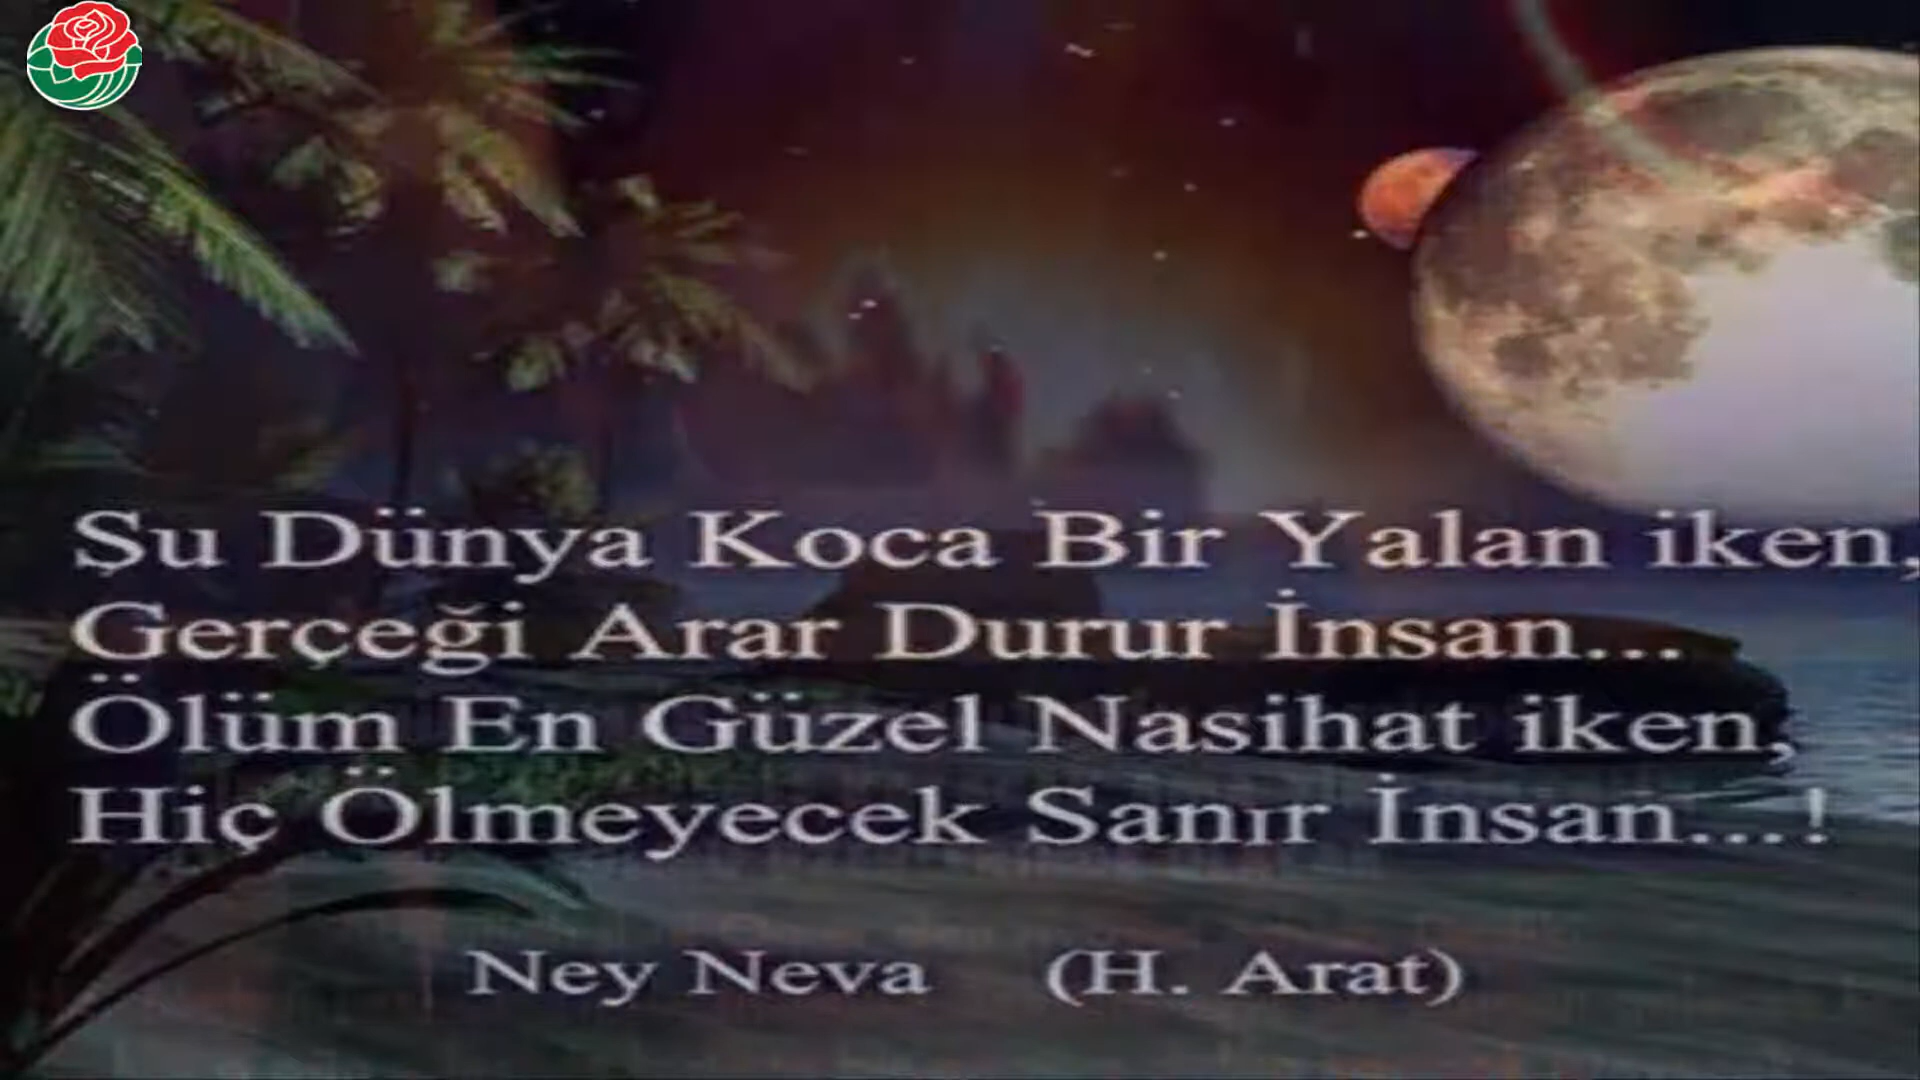 Şu Dünya Koca Bir Yalan iken,
Gerçeği Arar Durur İnsan...
Ölüm En Güzel Nasihat iken,
Hiç Ölmeyecek Sanır İnsan...!
Ney Neva (H. Arat)